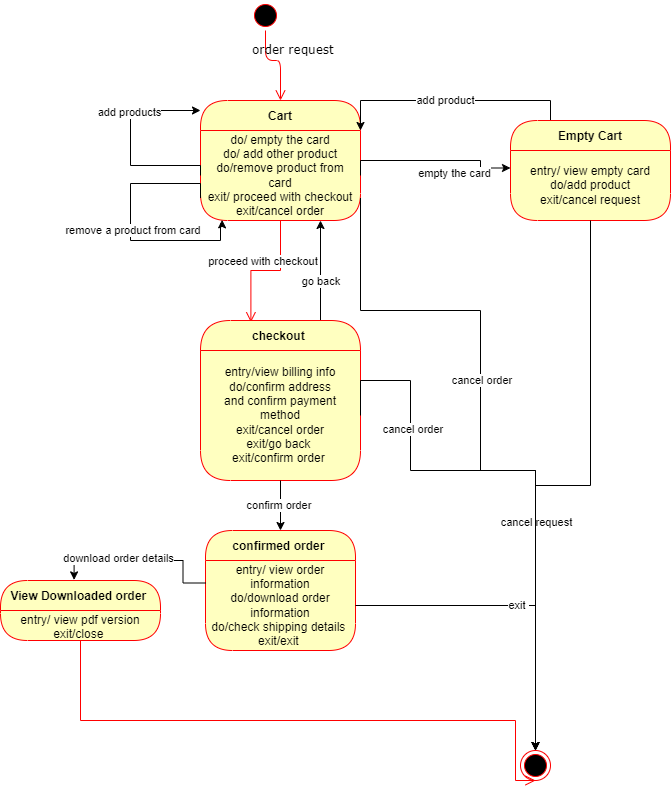 order request
add product
add products
Cart
do/ empty the card
do/ add other product
do/remove product from
card
exit/ proceed with checkout
exit/cancel order
Empty Cart
entry/ view empty card
do/add product
exit/cancel request
empty the card
remove a product from card
proceed with checkout
go back
checkout
entry/view billing info
do/confirm address
and confirm payment
method
exit/cancel order
exit/go back
exit/confirm order
cancel order
cancel order
confirm order
cancel request
confirmed order
entry/ view order
information
do/download order
information
do/check shipping details
exit/exit
download order details
View Downloaded order
entry/ view pdf version
exit/close
exit